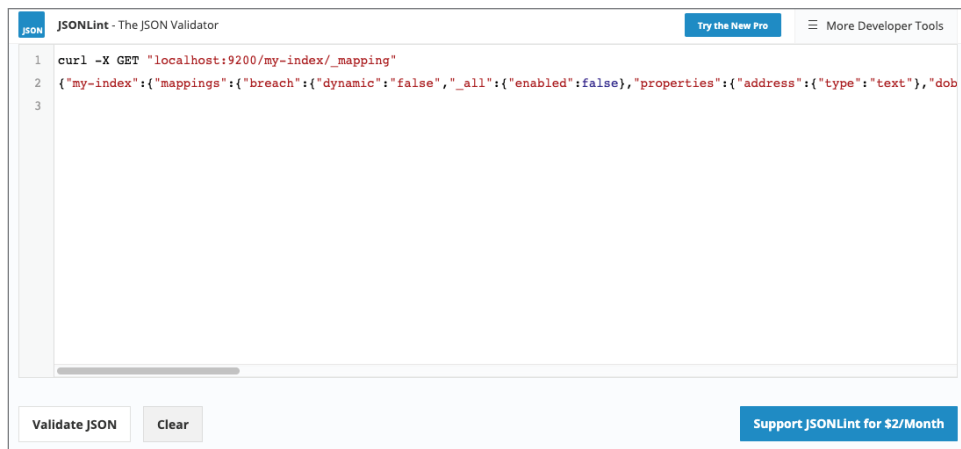 JSON JSONLint - The JSON Validator Try the New Pro ☰ More Developer Tools
1 curl -X GET "localhost:9200/my-index/_mapping"
2 {"my-index":{"mappings":{"breach":{"dynamic":"false","_all":{"enabled":false},"properties":{"address":{"type":"text"},"dob
3
Validate JSON Clear Support JSONLint for $2/Month